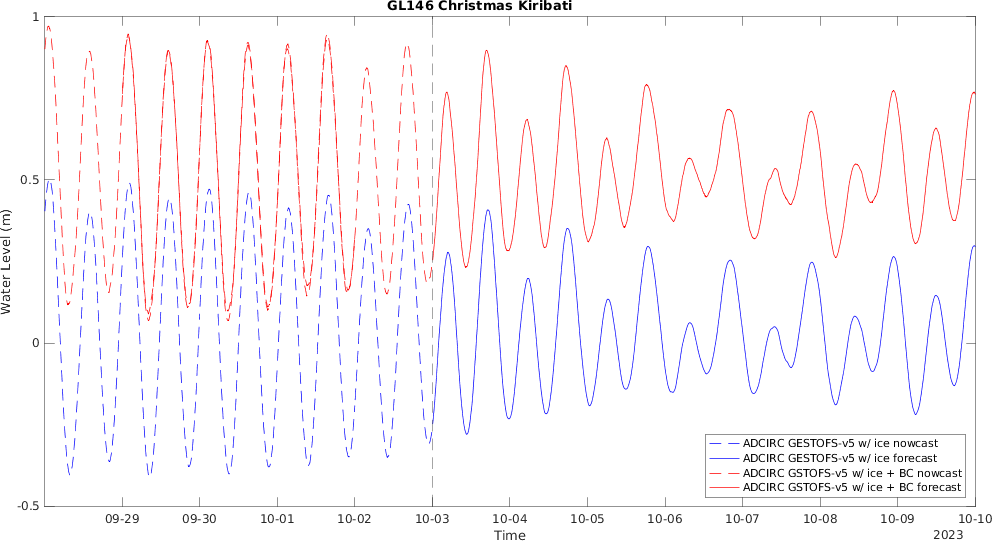 GL146 Christmas Kiribati
Water Level (m)
1
0.5
0
-0.5
09-29
09-30
10-01
10-02
10-03
10-04
10-05
10-06
10-07
10-08
10-09
10-10
Time
2023
ADCIRC GESTOFS-v5 w/ ice nowcast
ADCIRC GESTOFS-v5 w/ ice forecast
ADCIRC GSTOFS-v5 w/ ice + BC nowcast
ADCIRC GSTOFS-v5 w/ ice + BC forecast